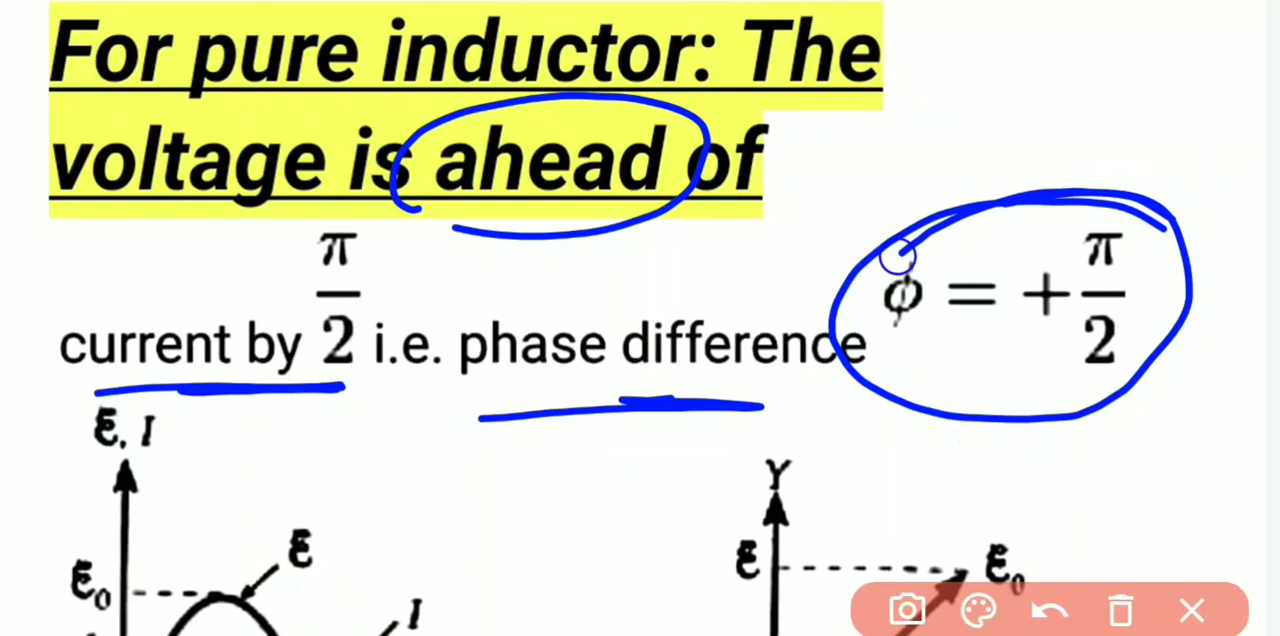 For pure inductor: The
voltage is ahead of
current by π/2 i.e. phase difference ϕ = +π/2
ε, I
ε
I
ε₀
Y
ε
ε₀